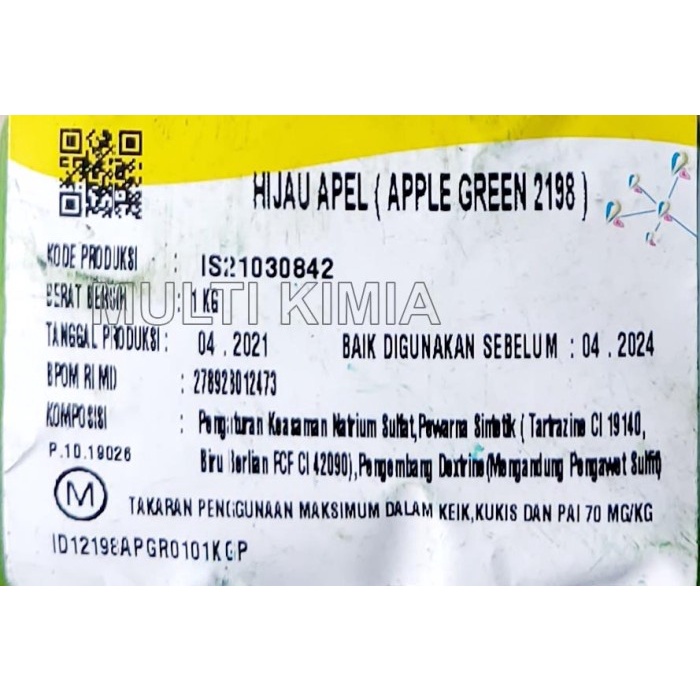 HIJAU APEL ( APPLE GREEN 2198 )
KODE PRODUKSI : IS21030842
BERAT BERSIH : 1 KG
MULTI KIMIA
TANGGAL PRODUKSI : 04 . 2021 BAIK DIGUNAKAN SEBELUM : 04 . 2024
BPOM RI MD : 278928012473
KOMPOSISI : Pengaturan Keasaman Natrium Sulfat,Pewarna Sintetik ( Tartrazine CI 19140,
P.10.19026
Biru Berlian FCF CI 42090),Pengembang Dextrine(Mengandung Pengawet Sulfit)
M TAKARAN PENGGUNAAN MAKSIMUM DALAM KEIK,KUKIS DAN PAI 70 MG/KG
ID12198APGR0101KGP